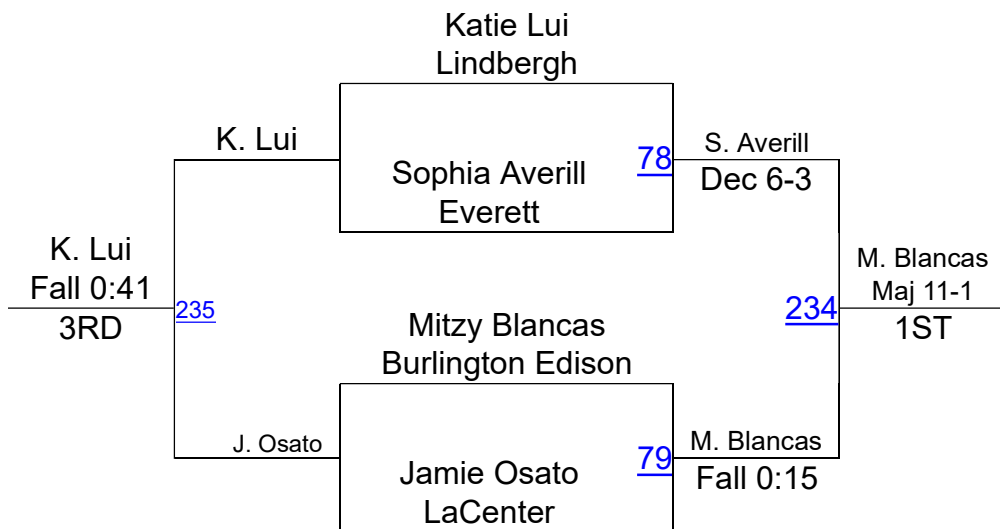 Katie Lui
Lindbergh
K. Lui
78
S. Averill
Sophia Averill
Everett
Dec 6-3
K. Lui
Fall 0:41
235
3RD
M. Blancas
Maj 11-1
234
1ST
Mitzy Blancas
Burlington Edison
J. Osato
79
M. Blancas
Jamie Osato
LaCenter
Fall 0:15